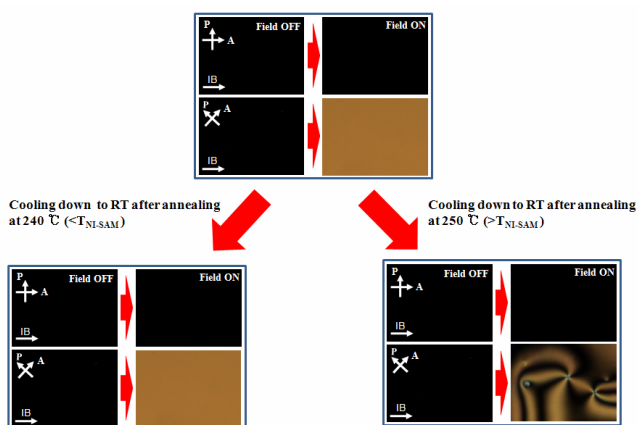 P
A
Field OFF
Field ON
IB
P
A
IB
Cooling down to RT after annealing
at 240 ℃ (<TNI-SAM)
Cooling down to RT after annealing
at 250 ℃ (>TNI-SAM)
P
A
Field OFF
Field ON
IB
P
A
IB
P
A
Field OFF
Field ON
IB
P
A
IB